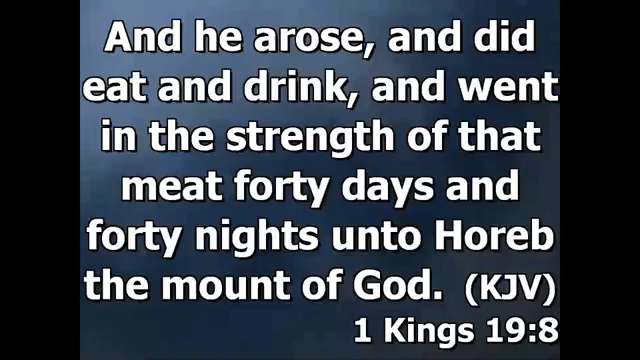 And he arose, and did
eat and drink, and went
in the strength of that
meat forty days and
forty nights unto Horeb
the mount of God. (KJV)
1 Kings 19:8